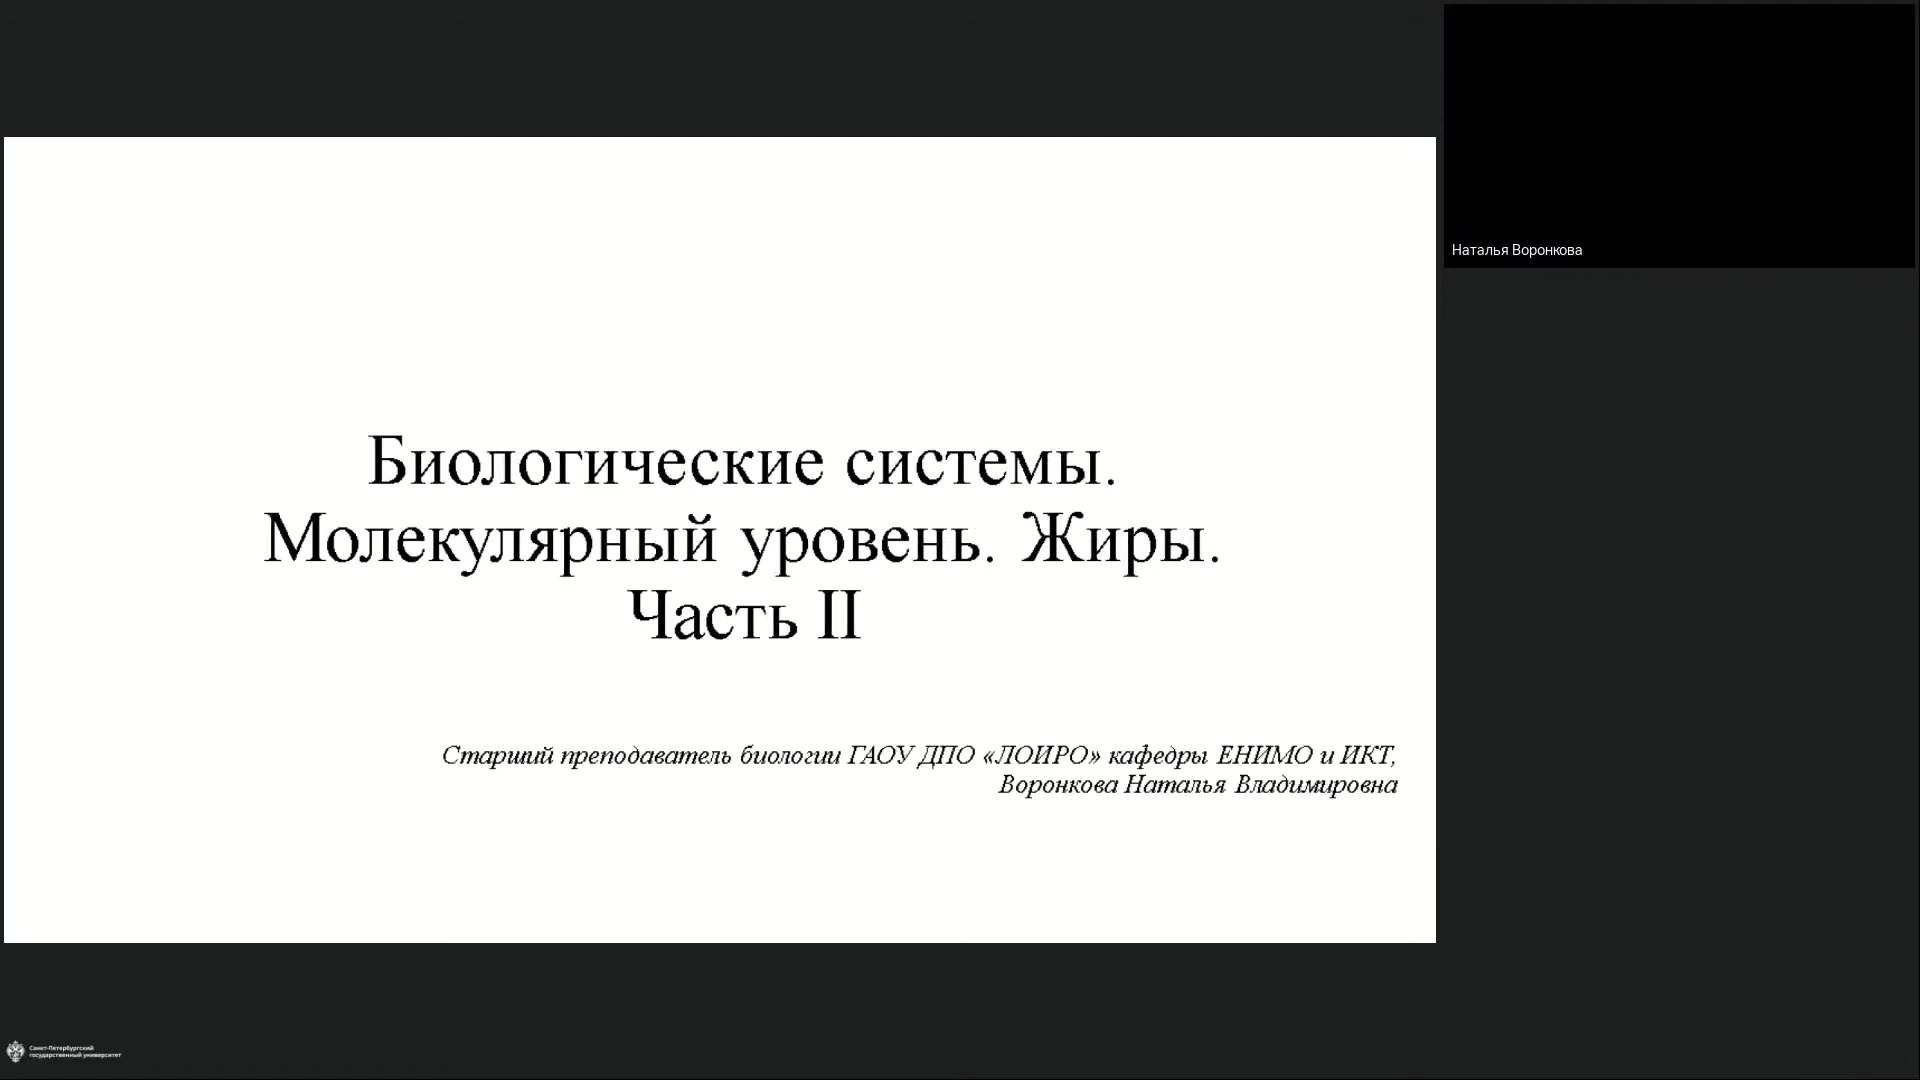 Наталья Воронкова
Биологические системы.
Молекулярный уровень. Жиры.
Часть II
Старший преподаватель биологии ГАОУ ДПО «ЛОИРО» кафедры ЕНИМО и ИКТ,
Воронкова Наталья Владимировна
Санкт-Петербургский
государственный университет